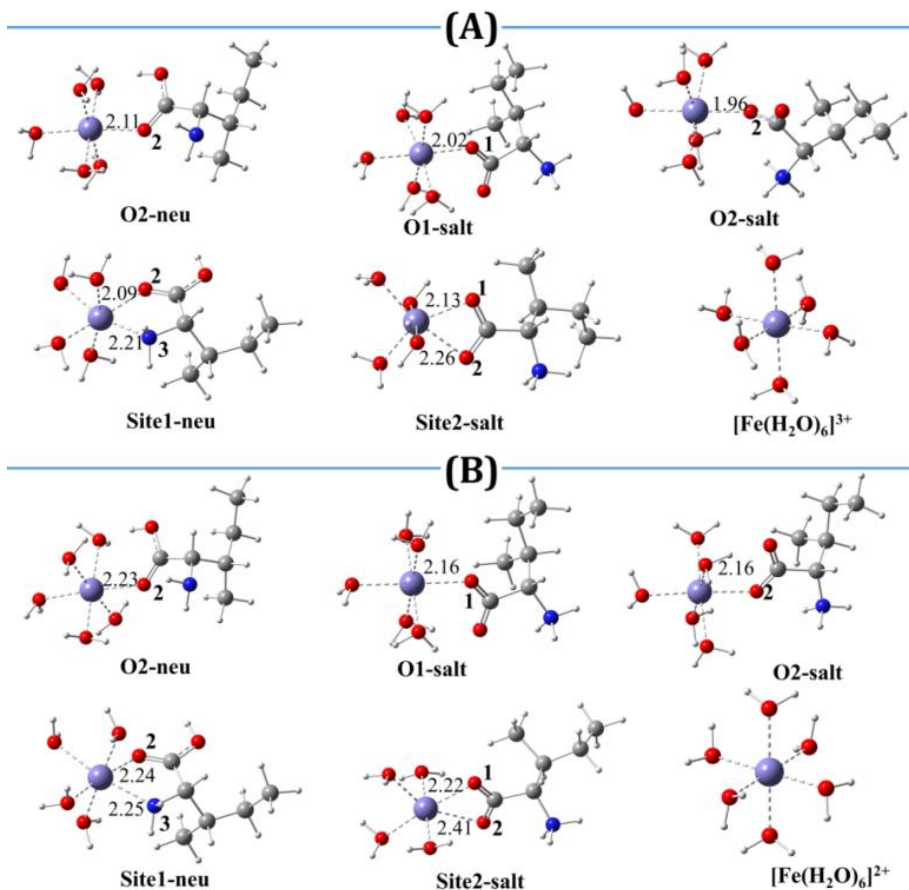 (A)
2.11
2
O2-neu
2.02
1
O1-salt
1.96
2
O2-salt
2
2.09
2.21
3
Site1-neu
1
2.13
2.26
2
Site2-salt
[Fe(H₂O)₆]³⁺
(B)
2.23
2
O2-neu
2.16
1
O1-salt
2.16
2
O2-salt
2
2.24
2.25
3
Site1-neu
1
2.22
2.41
2
Site2-salt
[Fe(H₂O)₆]²⁺